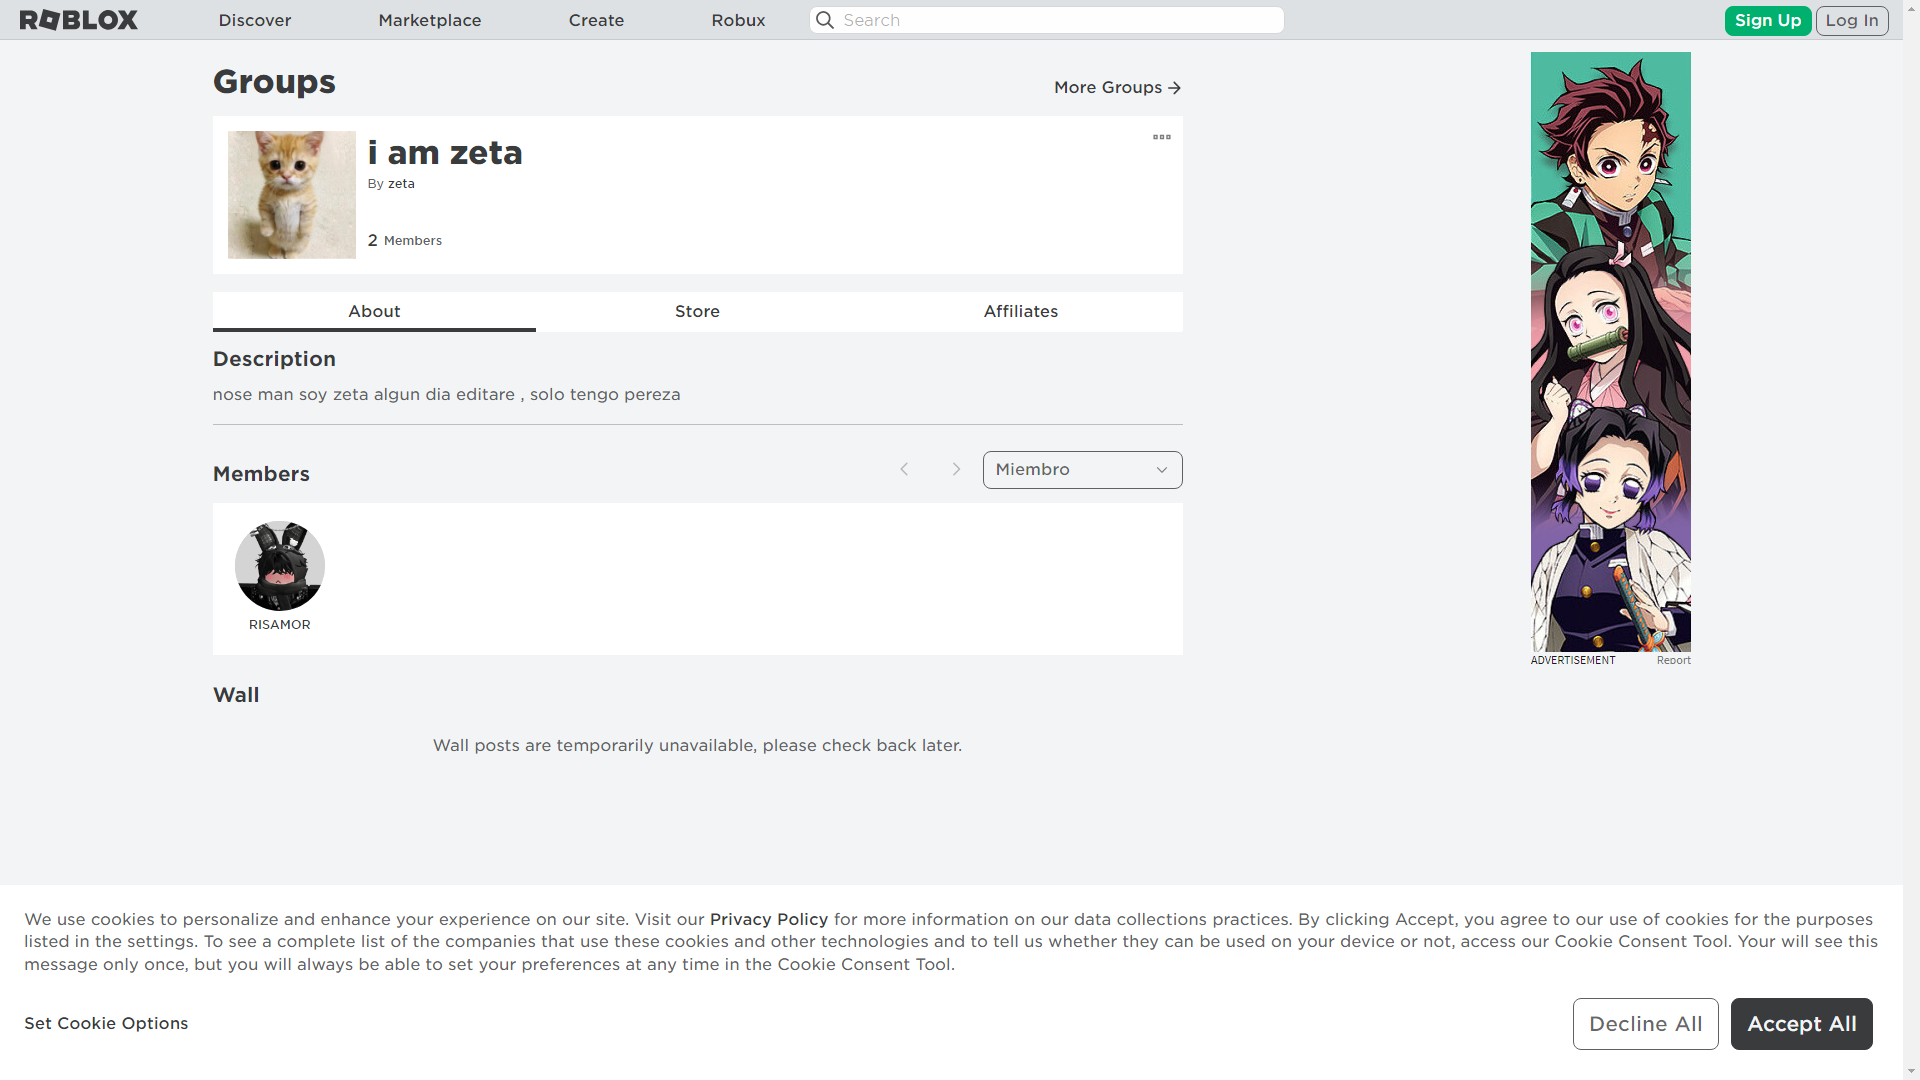 ROBLOX
Discover
Marketplace
Create
Robux
Search
Sign Up
Log In
Groups
More Groups
i am zeta
By zeta
2 Members
About
Store
Affiliates
Description
nose man soy zeta algun dia editare , solo tengo pereza
Members
Miembro
RISAMOR
Wall
Wall posts are temporarily unavailable, please check back later.
ADVERTISEMENT
Report
We use cookies to personalize and enhance your experience on our site. Visit our Privacy Policy for more information on our data collections practices. By clicking Accept, you agree to our use of cookies for the purposes
listed in the settings. To see a complete list of the companies that use these cookies and other technologies and to tell us whether they can be used on your device or not, access our Cookie Consent Tool. Your will see this
message only once, but you will always be able to set your preferences at any time in the Cookie Consent Tool.
Set Cookie Options
Decline All
Accept All